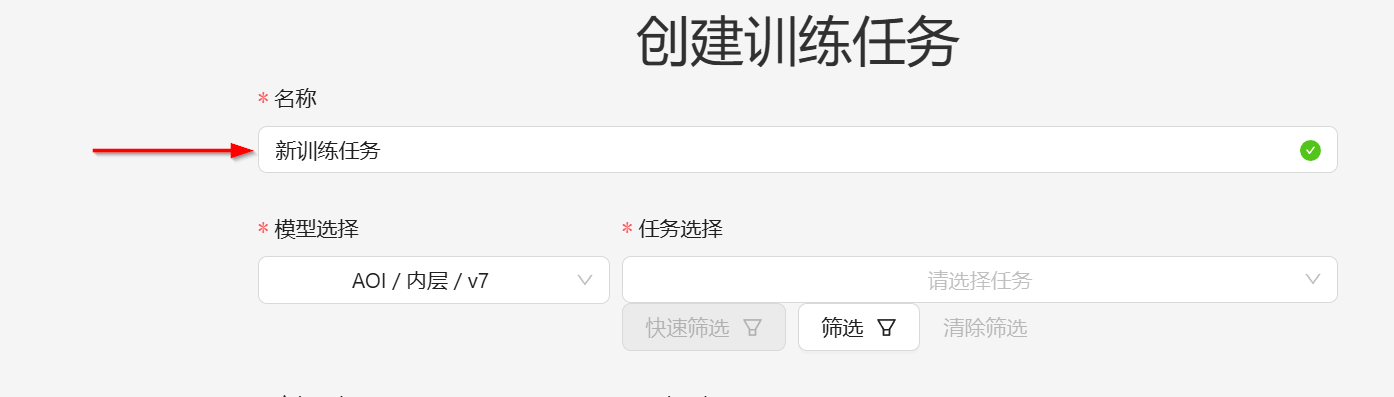 创建训练任务
* 名称
新训练任务
* 模型选择 * 任务选择
AOI / 内层 / v7 请选择任务
快速筛选 筛选 清除筛选